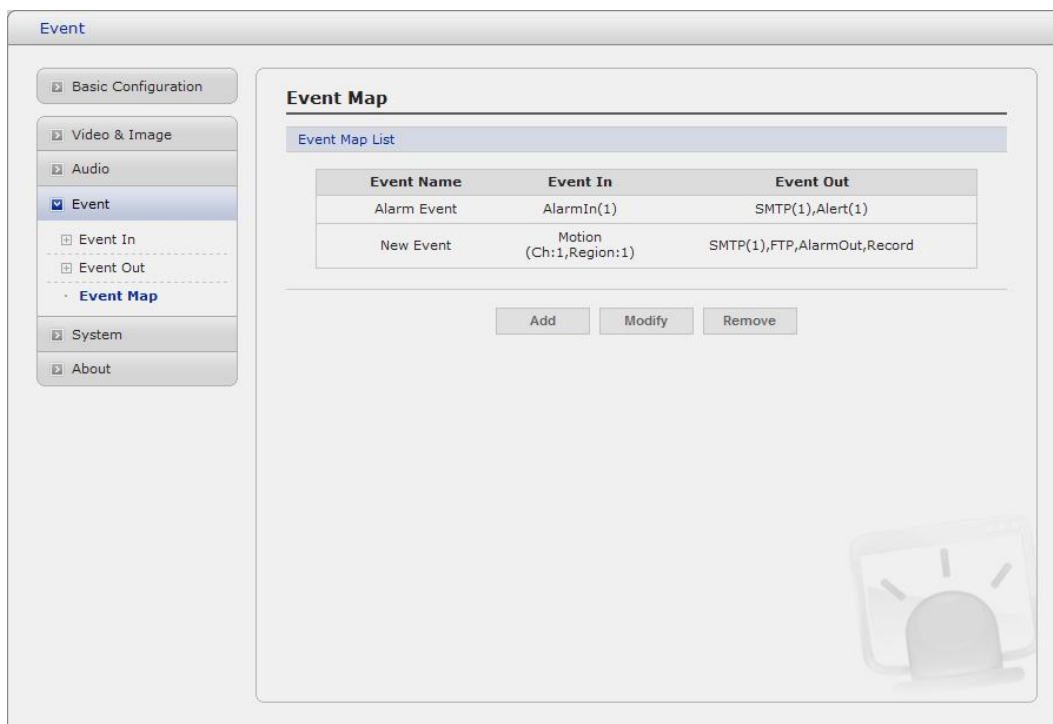 Event
Basic Configuration
Video & Image
Audio
Event
Event In
Event Out
Event Map
System
About
Event Map
Event Map List
Event Name Event In Event Out
Alarm Event AlarmIn(1) SMTP(1),Alert(1)
New Event Motion (Ch:1,Region:1) SMTP(1),FTP,AlarmOut,Record
Add Modify Remove